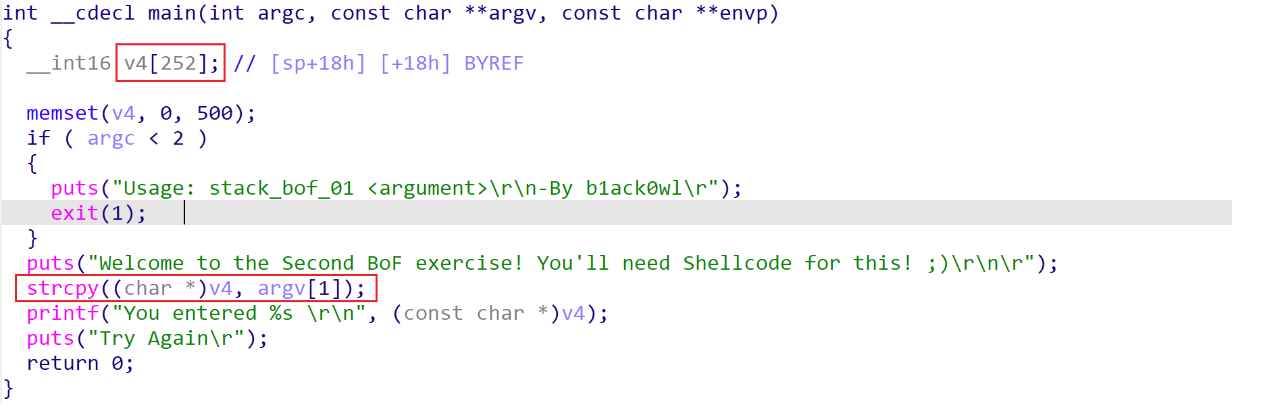 int __cdecl main(int argc, const char **argv, const char **envp)
{
  __int16 v4[252]; // [sp+18h] [+18h] BYREF

  memset(v4, 0, 500);
  if ( argc < 2 )
  {
    puts("Usage: stack_bof_01 <argument>\r\n-By b1ack0wl\r");
    exit(1);
  }
  puts("Welcome to the Second BoF exercise! You'll need Shellcode for this! ;)\r\n\r");
  strcpy((char *)v4, argv[1]);
  printf("You entered %s \r\n", (const char *)v4);
  puts("Try Again\r");
  return 0;
}